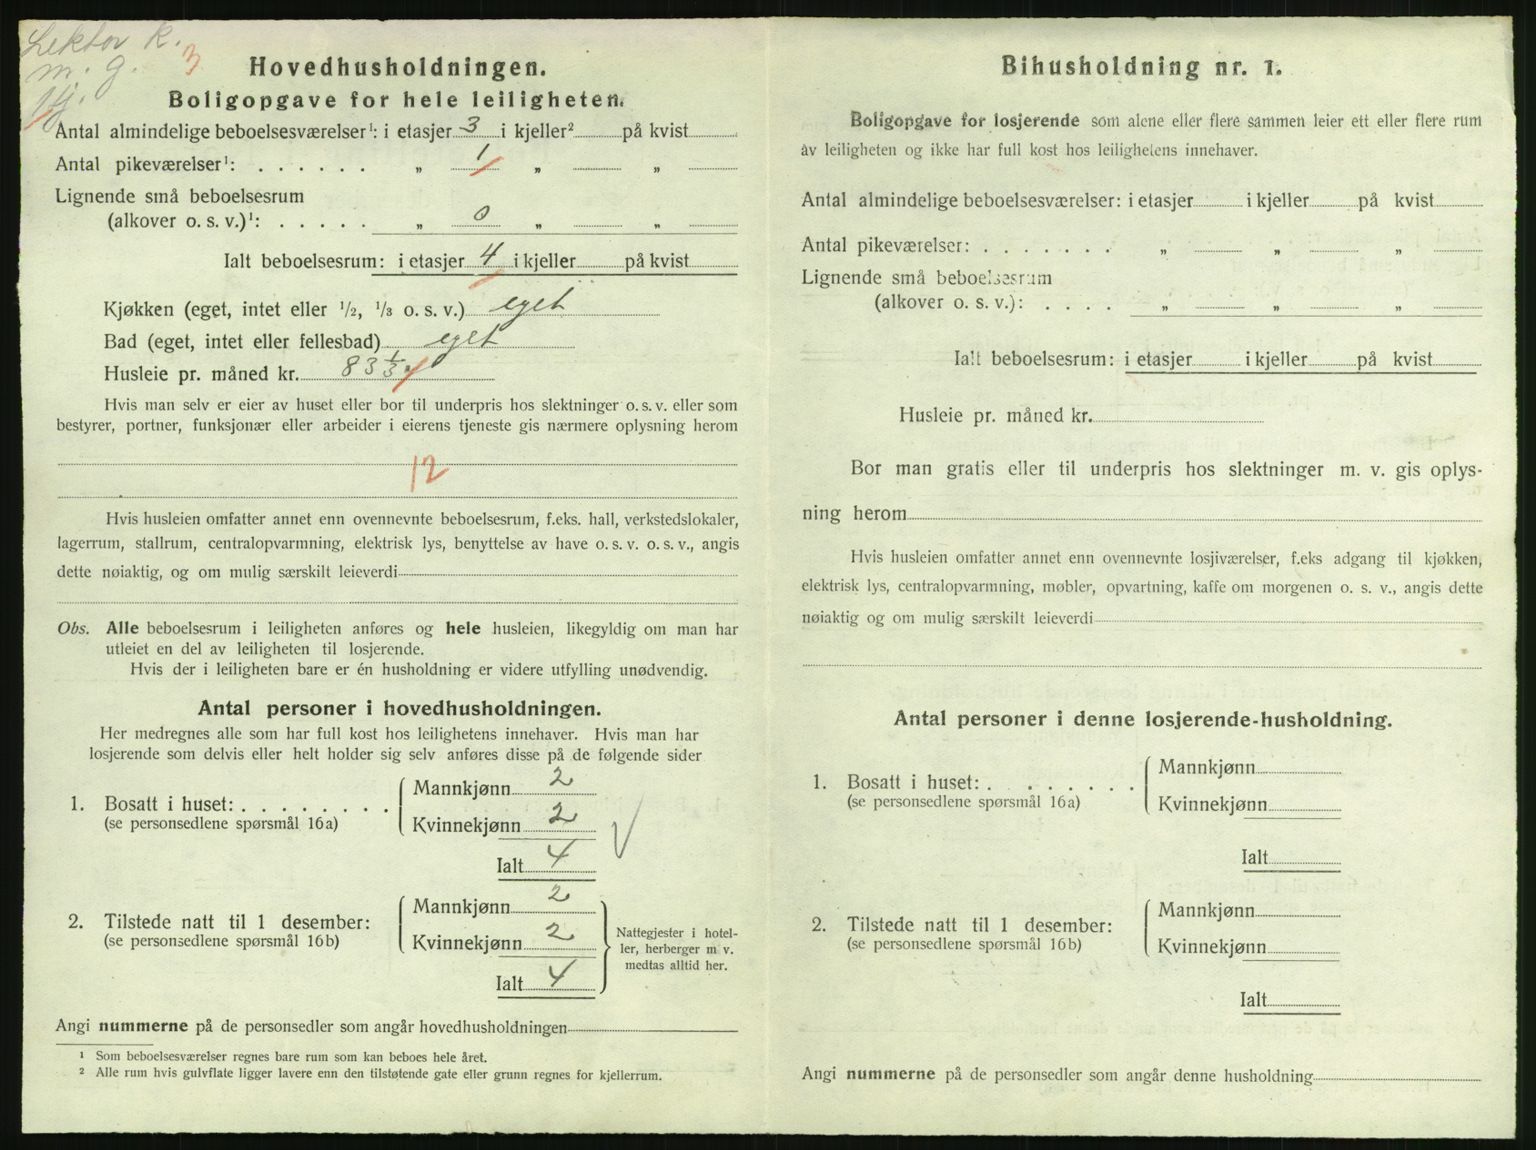 Lektor K.
m. g. 3
1 tj.
Hovedhusholdningen.
Boligopgave for hele leiligheten.
Antal almindelige beboelsesværelser¹: i etasjer 3 i kjeller² på kvist
Antal pikeværelser¹: . . . . . . „ 1 „ „
Lignende små beboelsesrum
(alkover o. s. v.)¹: . . . . . „ 0 „ „
Ialt beboelsesrum: i etasjer 4 i kjeller på kvist
Kjøkken (eget, intet eller 1/2, 1/3 o. s. v.) eget
Bad (eget, intet eller fellesbad) eget
Husleie pr. måned kr. 83 1/3
Hvis man selv er eier av huset eller bor til underpris hos slektninger o. s. v. eller som
bestyrer, portner, funksjonær eller arbeider i eierens tjeneste gis nærmere oplysning herom
12
Hvis husleien omfatter annet enn ovennevnte beboelsesrum, f.eks. hall, verkstedslokaler,
lagerrum, stallrum, centralopvarmning, elektrisk lys, benyttelse av have o. s. v. o. s. v., angis
dette nøiaktig, og om mulig særskilt leieverdi
Obs. Alle beboelsesrum i leiligheten anføres og hele husleien, likegyldig om man har
utleiet en del av leiligheten til losjerende.
Hvis der i leiligheten bare er én husholdning er videre utfylling unødvendig.
Antal personer i hovedhusholdningen.
Her medregnes alle som har full kost hos leilighetens innehaver. Hvis man har
losjerende som delvis eller helt holder sig selv anføres disse på de følgende sider
1. Bosatt i huset: . . . . . . . .
(se personsedlene spørsmål 16a)
Mannkjønn 2
Kvinnekjønn 2
Ialt 4
2. Tilstede natt til 1 desember:
(se personsedlene spørsmål 16b)
Mannkjønn 2
Kvinnekjønn 2
Ialt 4
Nattegjester i hotel-
ler, herberger m v.
medtas alltid her.
Angi nummerne på de personsedler som angår hovedhusholdningen
¹ Som beboelsesværelser regnes bare rum som kan beboes hele året.
² Alle rum hvis gulvflate ligger lavere enn den tilstøtende gate eller grunn regnes for kjellerrum.
Bihusholdning nr. 1.
Boligopgave for losjerende som alene eller flere sammen leier ett eller flere rum
av leiligheten og ikke har full kost hos leilighetens innehaver.
Antal almindelige beboelsesværelser: i etasjer i kjeller på kvist
Antal pikeværelser: . . . . . . . „ „ „
Lignende små beboelsesrum
(alkover o. s. v.): . . . . „ „ „
Ialt beboelsesrum: i etasjer i kjeller på kvist
Husleie pr. måned kr.
Bor man gratis eller til underpris hos slektninger m. v. gis oplys-
ning herom
Hvis husleien omfatter annet enn ovennevnte losjiværelser, f.eks adgang til kjøkken,
elektrisk lys, centralopvarmning, møbler, opvartning, kaffe om morgenen o. s. v., angis dette
nøiaktig og om mulig særskilt leieverdi
Antal personer i denne losjerende-husholdning.
1. Bosatt i huset: . . . . . . .
(se personsedlene spørsmål 16a)
Mannkjønn
Kvinnekjønn
Ialt
2. Tilstede natt til 1 desember:
(se personsedlene spørsmål 16b)
Mannkjønn
Kvinnekjønn
Ialt
Angi nummerne på de personsedler som angår denne husholdning